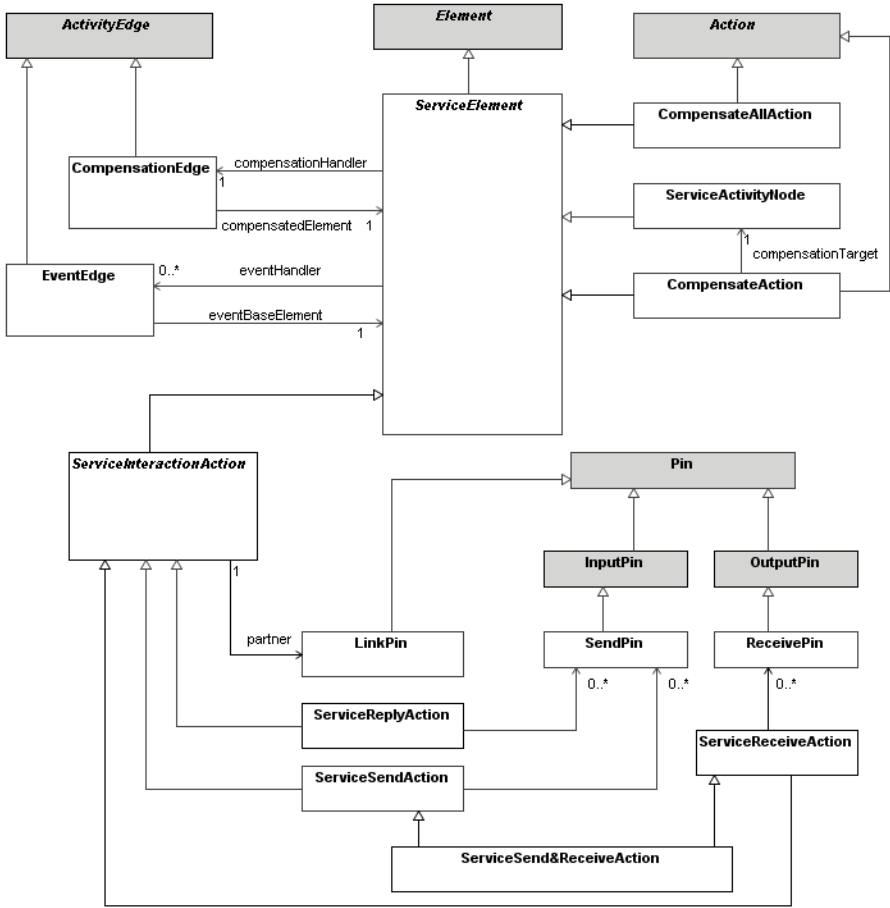 ActivityEdge
Element
Action
ServiceElement
CompensateAllAction
CompensationEdge
compensationHandler
1
compensatedElement
1
ServiceActivityNode
1
compensationTarget
CompensateAction
EventEdge
0..*
eventHandler
eventBaseElement
1
ServiceInteractionAction
Pin
InputPin
OutputPin
1
partner
LinkPin
SendPin
ReceivePin
0..*
0..*
0..*
ServiceReplyAction
ServiceReceiveAction
ServiceSendAction
ServiceSend&ReceiveAction